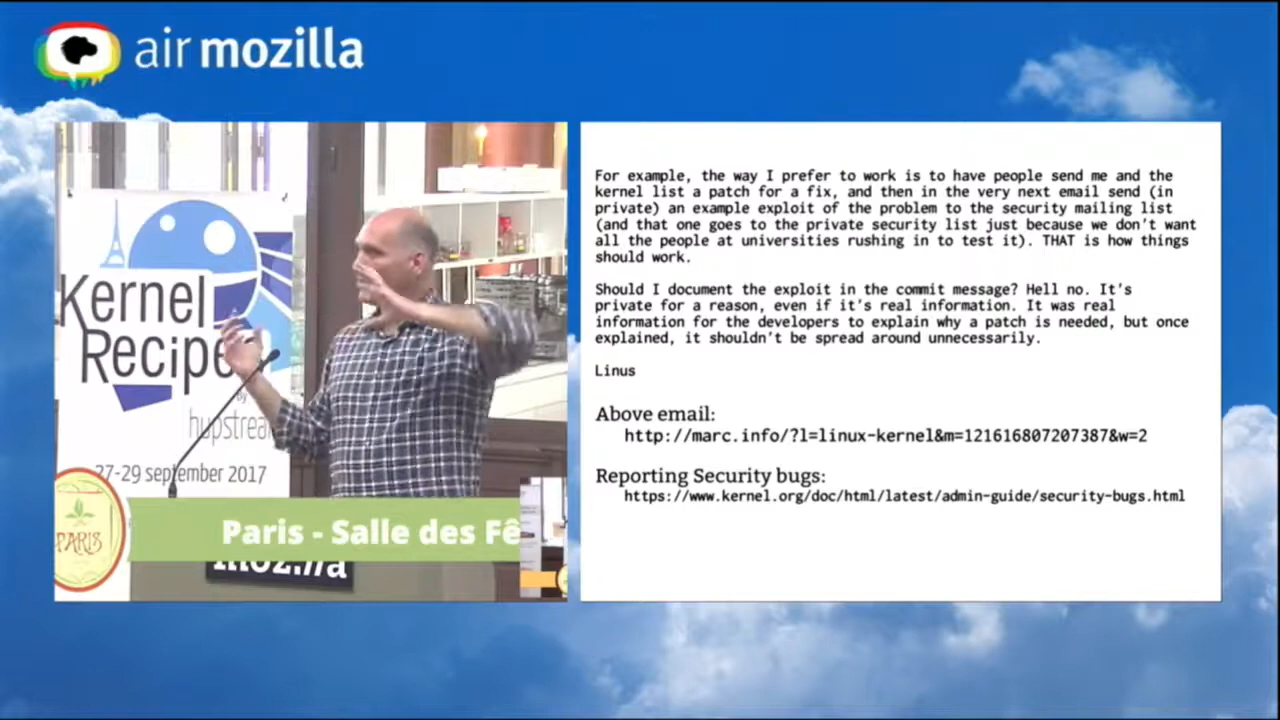 air mozilla
Kernel
Recipe
by
hupstrea
27-29 september 2017
PARIS
Paris - Salle des Fê
mozilla
For example, the way I prefer to work is to have people send me and the
kernel list a patch for a fix, and then in the very next email send (in
private) an example exploit of the problem to the security mailing list
(and that one goes to the private security list just because we don't want
all the people at universities rushing in to test it). THAT is how things
should work.
Should I document the exploit in the commit message? Hell no. It's
private for a reason, even if it's real information. It was real
information for the developers to explain why a patch is needed, but once
explained, it shouldn't be spread around unnecessarily.
Linus
Above email:
http://marc.info/?l=linux-kernel&m=121616807207387&w=2
Reporting Security bugs:
https://www.kernel.org/doc/html/latest/admin-guide/security-bugs.html